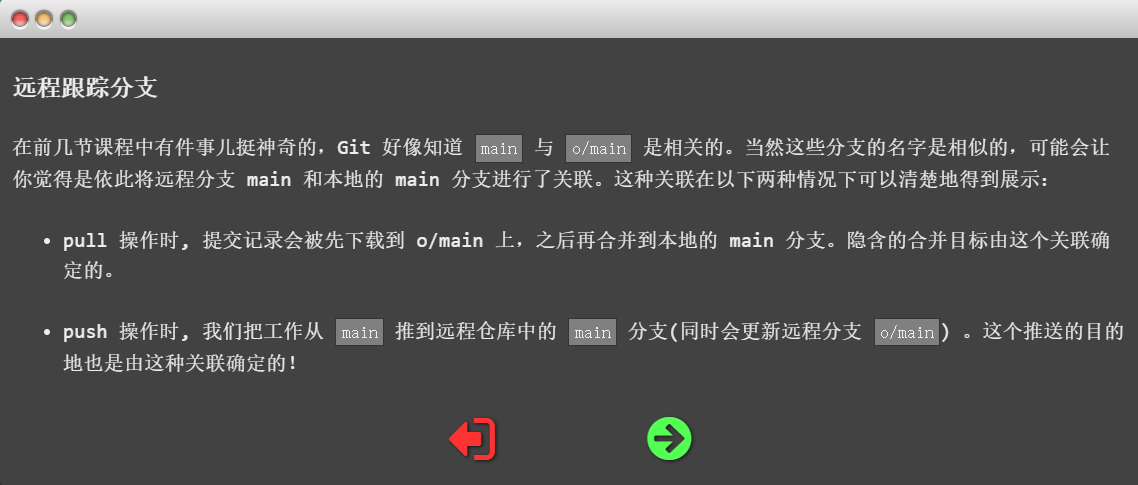 远程跟踪分支
在前几节课程中有件事儿挺神奇的，Git 好像知道 main 与 o/main 是相关的。当然这些分支的名字是相似的，可能会让
你觉得是依此将远程分支 main 和本地的 main 分支进行了关联。这种关联在以下两种情况下可以清楚地得到展示：
• pull 操作时, 提交记录会被先下载到 o/main 上，之后再合并到本地的 main 分支。隐含的合并目标由这个关联确
定的。
• push 操作时, 我们把工作从 main 推到远程仓库中的 main 分支(同时会更新远程分支 o/main) 。这个推送的目的
地也是由这种关联确定的！